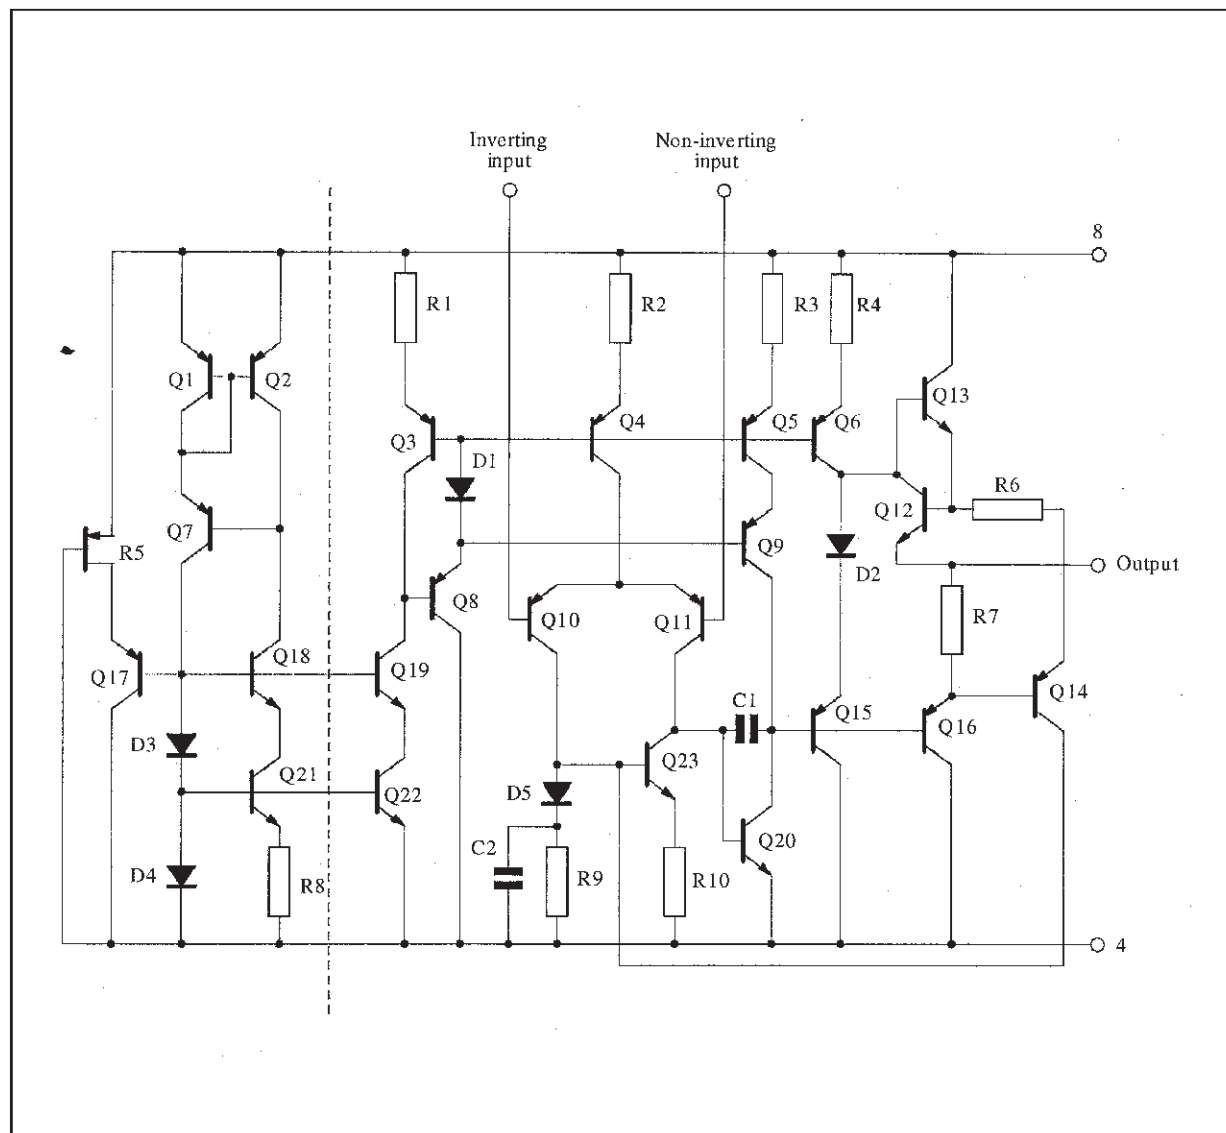 Inverting
input
Non-inverting
input
8
R1
R2
R3
R4
Q1
Q2
Q13
Q3
Q4
Q5
Q6
D1
R6
Q7
Q12
R5
Q9
D2
Output
Q8
Q10
Q11
R7
Q17
Q18
Q19
Q14
C1
Q15
Q16
D3
Q21
Q23
Q22
D5
Q20
C2
D4
R8
R9
R10
4